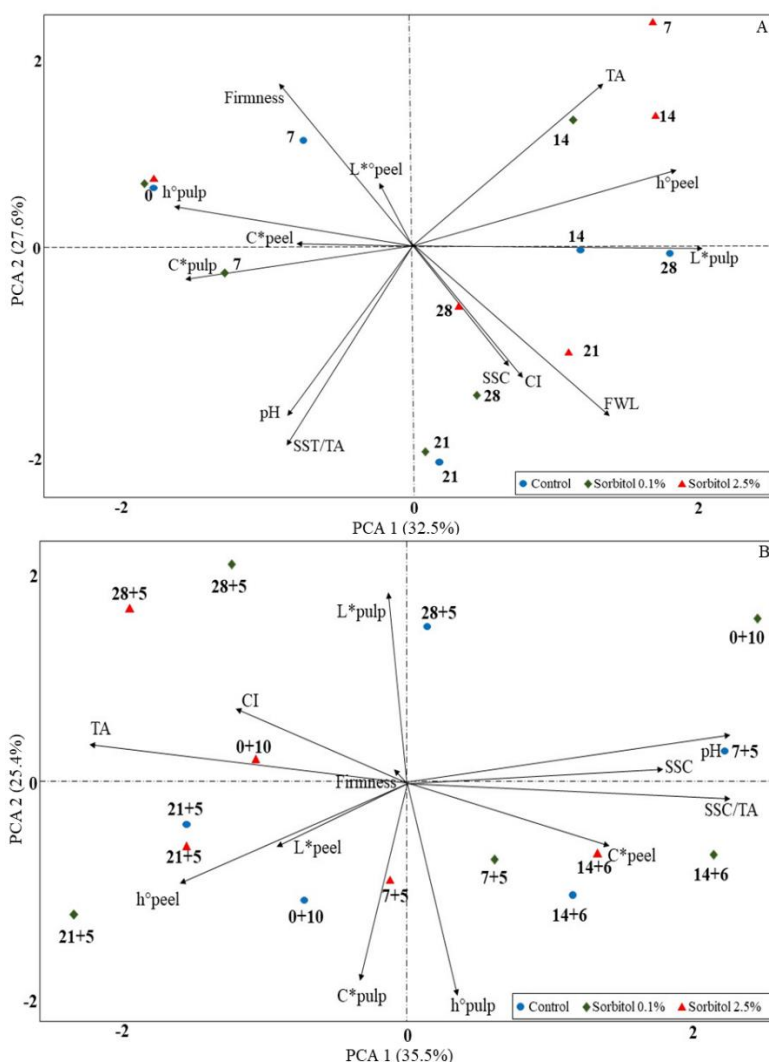 A
7
2
TA
Firmness
14
7
14
L*°peel
h°peel
0
h°pulp
14
0
C*peel
28
L*pulp
C*pulp
7
28
21
SSC
CI
28
FWL
pH
21
SST/TA
-2
21
Control
Sorbitol 0.1%
Sorbitol 2.5%
-2
0
2
PCA 1 (32.5%)
PCA 2 (27.6%)
B
2
28+5
28+5
L*pulp
28+5
0+10
CI
TA
0+10
pH
7+5
SSC
0
Firmness
SSC/TA
21+5
21+5
L*peel
C*peel
14+6
14+6
h°peel
7+5
7+5
21+5
0+10
14+6
C*pulp
h°pulp
-2
Control
Sorbitol 0.1%
Sorbitol 2.5%
-2
0
2
PCA 1 (35.5%)
PCA 2 (25.4%)